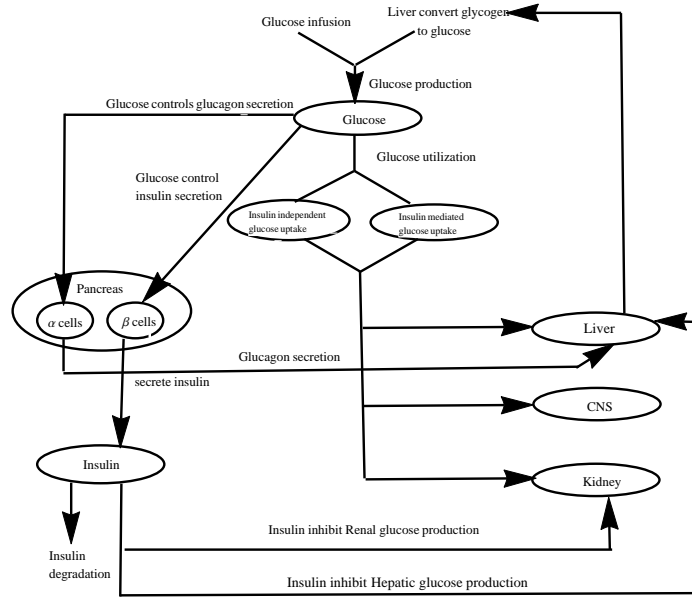 Glucose infusion
Liver convert glycogen
to glucose
Glucose production
Glucose controls glucagon secretion
Glucose
Glucose utilization
Glucose control
insulin secretion
Insulin independent
glucose uptake
Insulin mediated
glucose uptake
Pancreas
α cells
β cells
Liver
Glucagon secretion
secrete insulin
CNS
Insulin
Kidney
Insulin inhibit Renal glucose production
Insulin
degradation
Insulin inhibit Hepatic glucose production